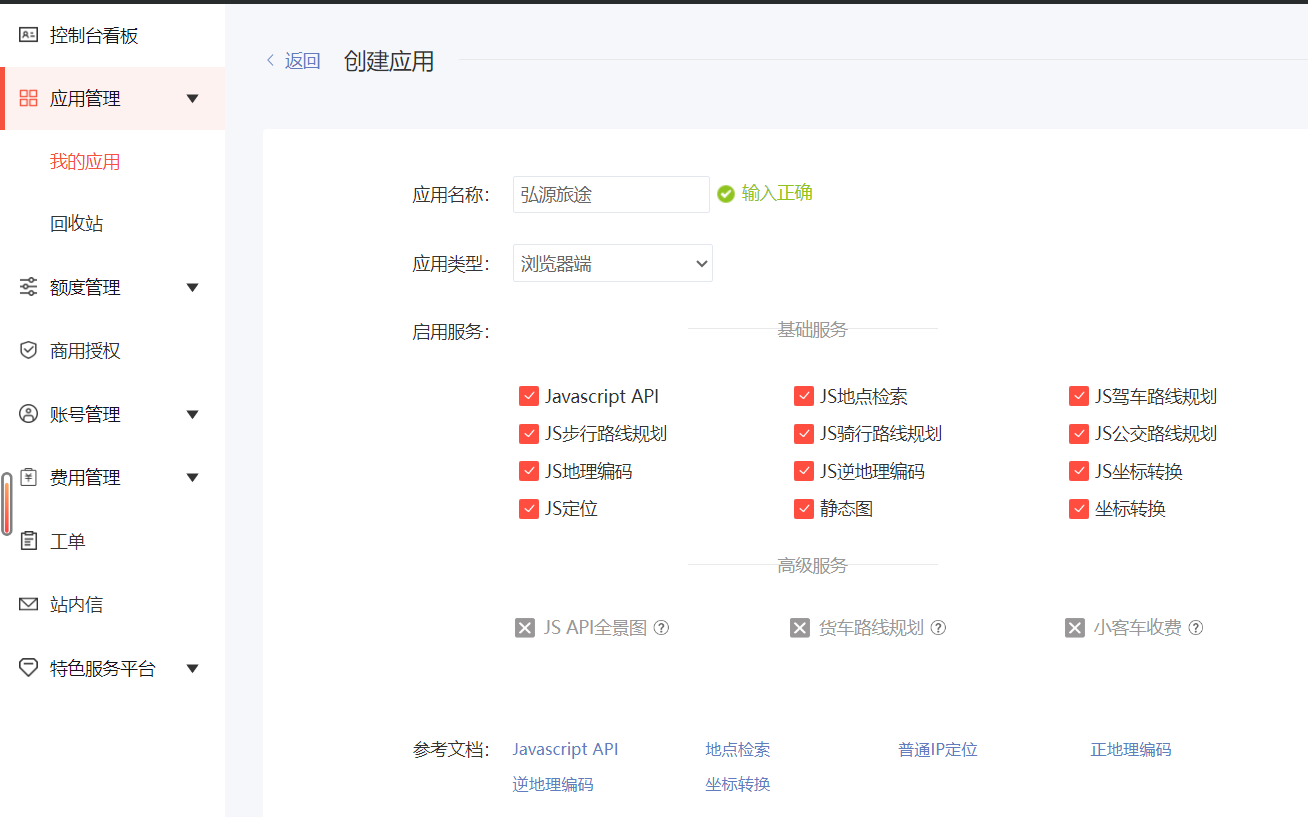 控制台看板
应用管理
我的应用
回收站
额度管理
商用授权
账号管理
费用管理
工单
站内信
特色服务平台
返回 创建应用
应用名称： 弘源旅途 输入正确
应用类型： 浏览器端
启用服务： 基础服务
Javascript API JS地点检索 JS驾车路线规划
JS步行路线规划 JS骑行路线规划 JS公交路线规划
JS地理编码 JS逆地理编码 JS坐标转换
JS定位 静态图 坐标转换
高级服务
JS API全景图 货车路线规划 小客车收费
参考文档： Javascript API 地点检索 普通IP定位 正地理编码
逆地理编码 坐标转换